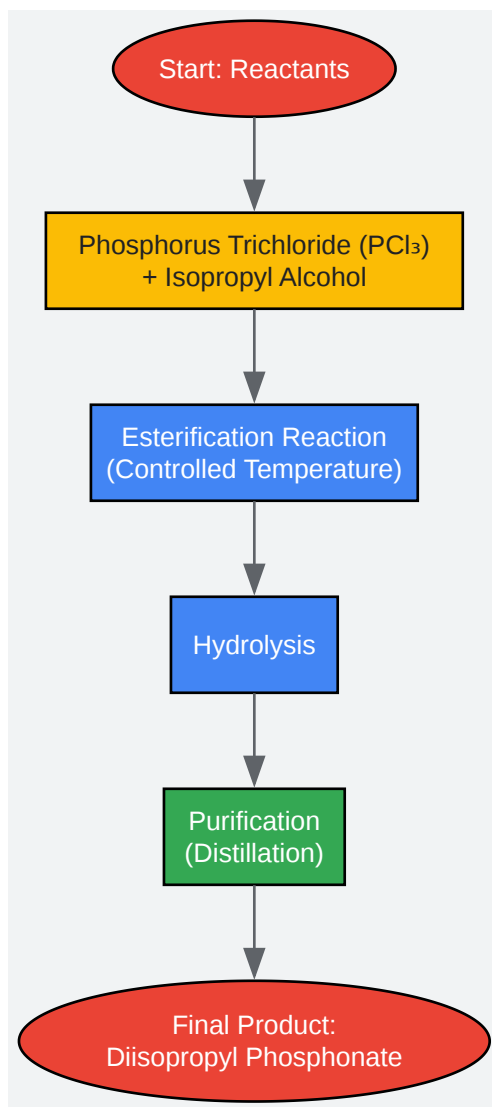 Start: Reactants
Phosphorus Trichloride (PCl₃)
+ Isopropyl Alcohol
Esterification Reaction
(Controlled Temperature)
Hydrolysis
Purification
(Distillation)
Final Product:
Diisopropyl Phosphonate